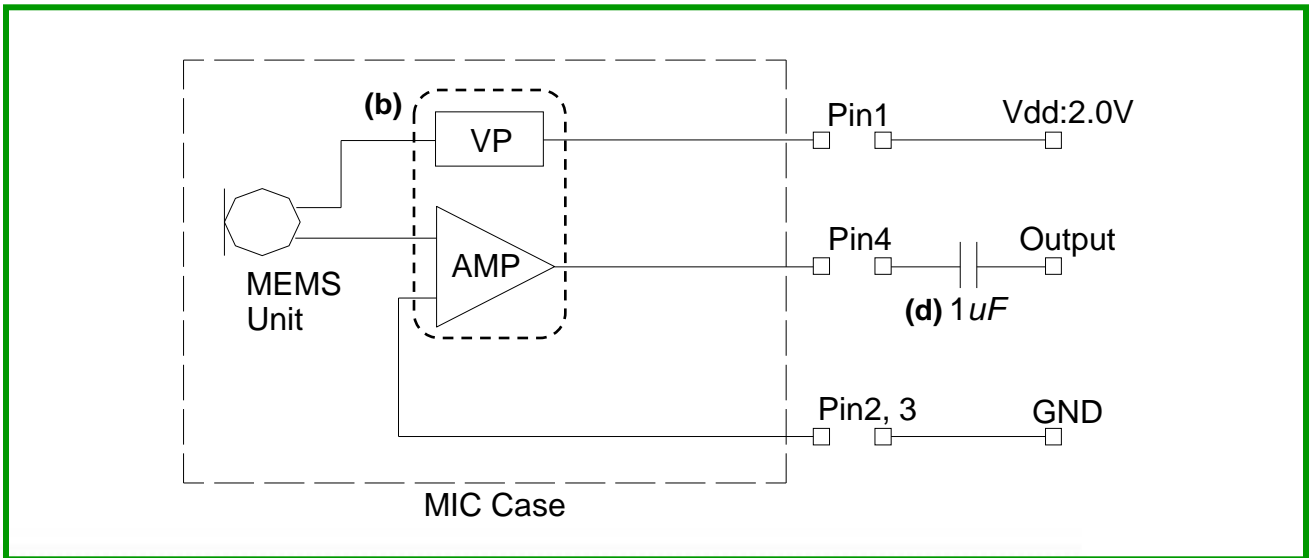 (b)
VP
Pin1
Vdd:2.0V
AMP
Pin4
Output
MEMS
Unit
(d) 1uF
Pin2, 3
GND
MIC Case